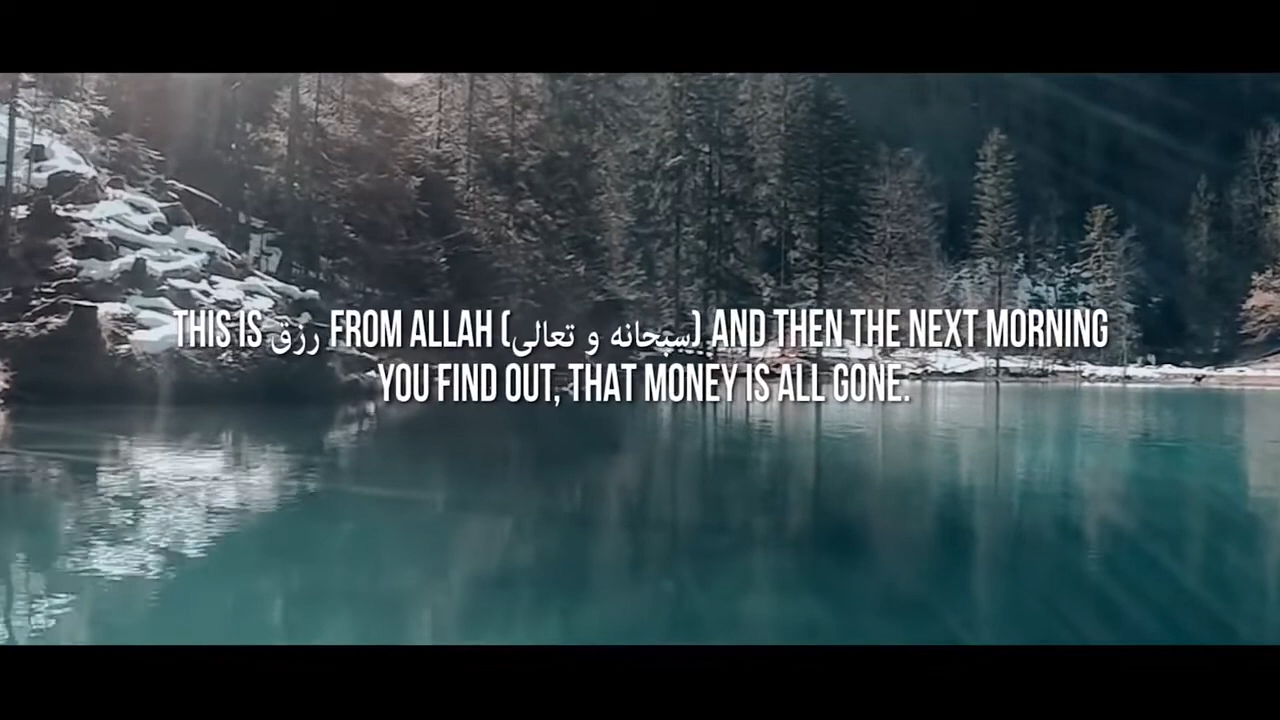 THIS IS رزق FROM ALLAH (سبحانه و تعالى) AND THEN THE NEXT MORNING
YOU FIND OUT, THAT MONEY IS ALL GONE.